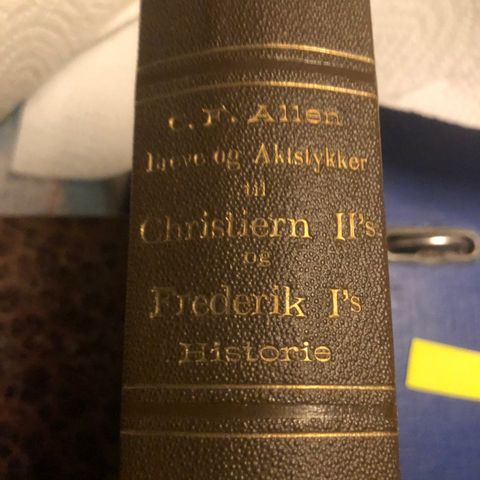 C. F. Allen
Breve og Aktstykker
til
Christiern II's
og
Frederik I's
Historie